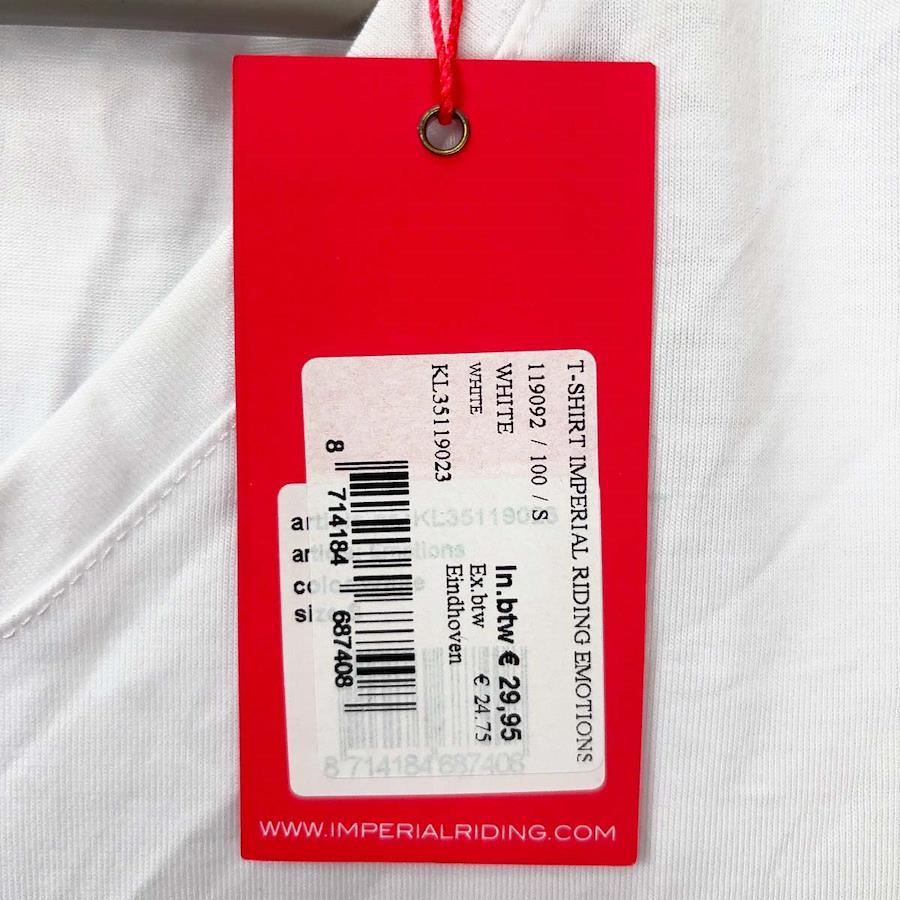 T-SHIRT IMPERIAL RIDING EMOTIONS
119092 / 100 / S
WHITE
WHITE
KL35119023
In.btw € 29,95
Ex.btw € 24.75
Eindhoven
8 714184 687408
8 714184 687408
WWW.IMPERIALRIDING.COM